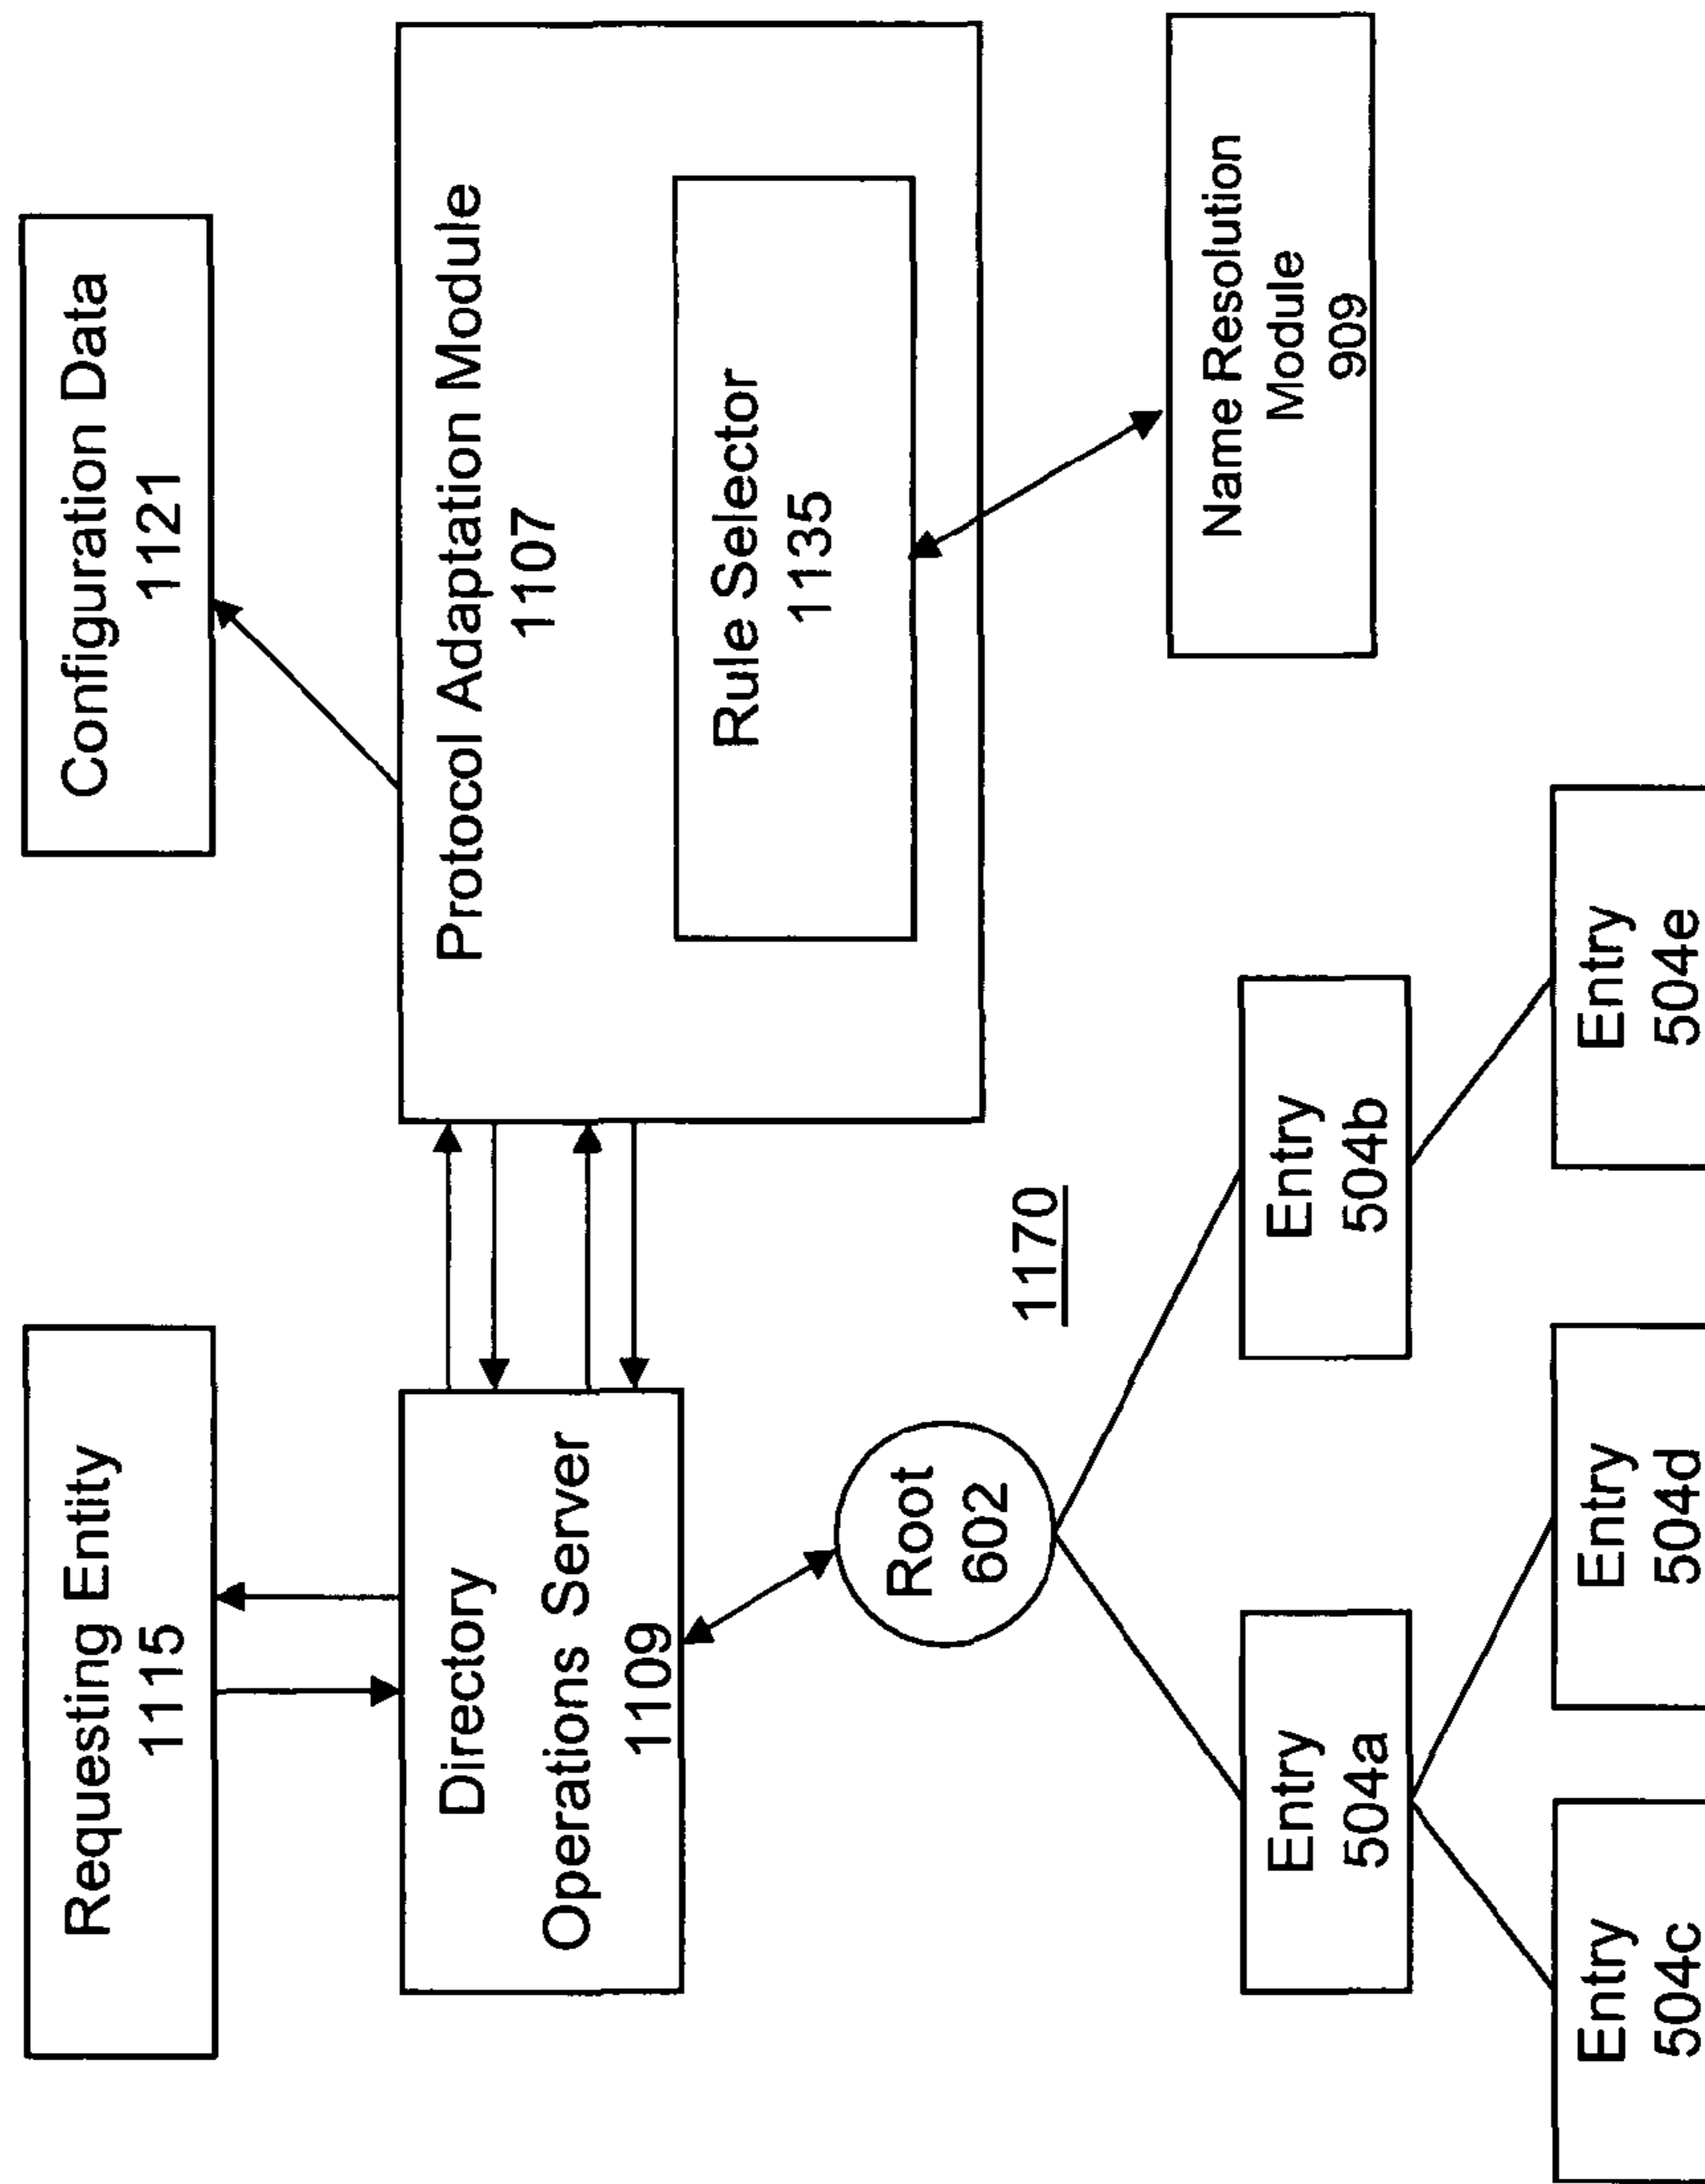 Requesting Entity
1115
Configuration Data
1121
Directory
Operations Server
1109
Protocol Adaptation Module
1107
Rule Selector
1135
Root
602
1170
Name Resolution
Module
909
Entry
504a
Entry
504b
Entry
504c
Entry
504d
Entry
504e